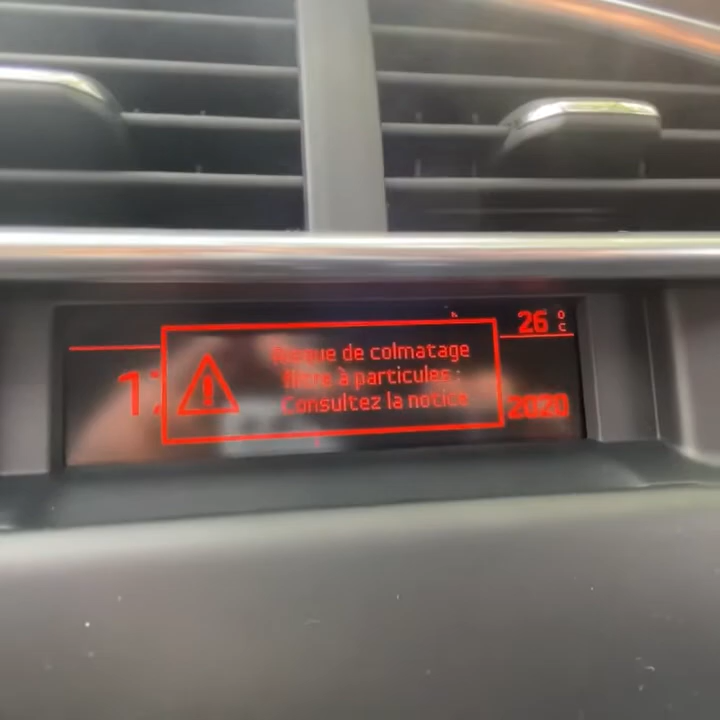 26 °C
Risque de colmatage
filtre à particules :
Consultez la notice
2020